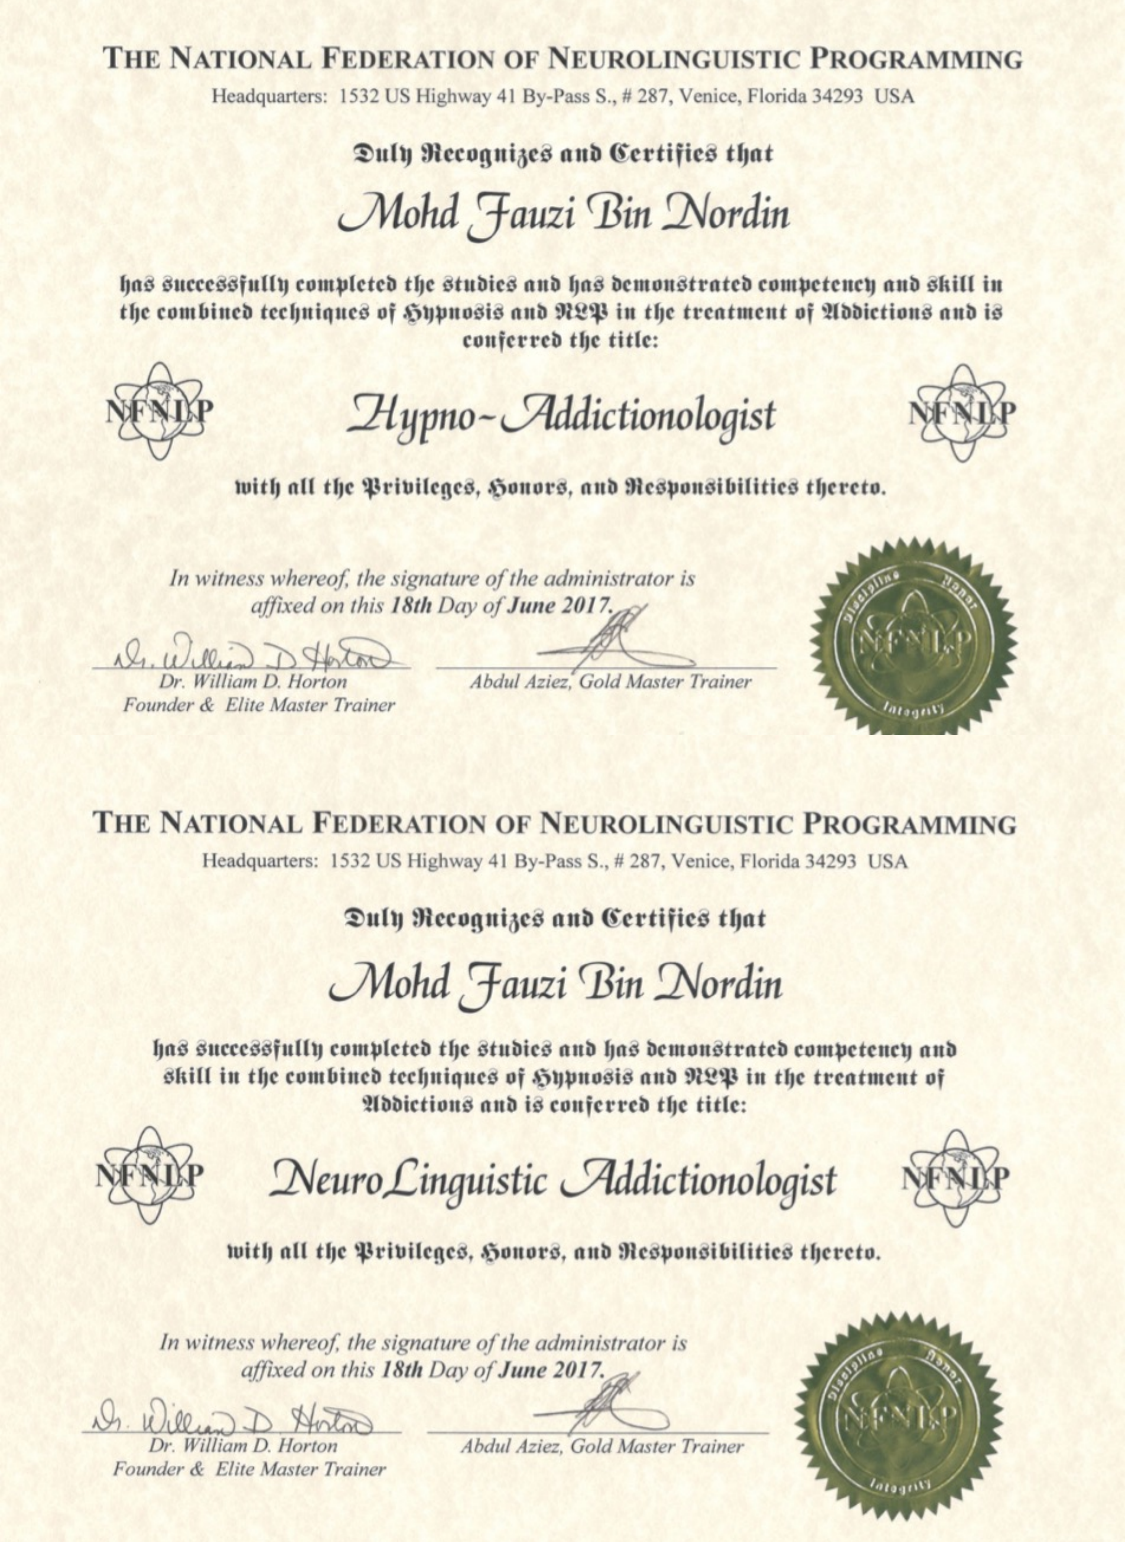 THE NATIONAL FEDERATION OF NEUROLINGUISTIC PROGRAMMING
Headquarters: 1532 US Highway 41 By-Pass S., # 287, Venice, Florida 34293 USA
Duly Recognizes and Certifies that
Mohd Fauzi Bin Nordin
has successfully completed the studies and has demonstrated competency and skill in
the combined techniques of Hypnosis and NLP in the treatment of Addictions and is
conferred the title:
NFNLP
Hypno-Addictionologist
NFNLP
with all the Privileges, Honors, and Responsibilities thereto.
In witness whereof, the signature of the administrator is
affixed on this 18th Day of June 2017.
Dr. William D Horton
Dr. William D. Horton
Founder & Elite Master Trainer
Abdul Aziez, Gold Master Trainer
Discipline Honor
NFNLP
Integrity
THE NATIONAL FEDERATION OF NEUROLINGUISTIC PROGRAMMING
Headquarters: 1532 US Highway 41 By-Pass S., # 287, Venice, Florida 34293 USA
Duly Recognizes and Certifies that
Mohd Fauzi Bin Nordin
has successfully completed the studies and has demonstrated competency and
skill in the combined techniques of Hypnosis and NLP in the treatment of
Addictions and is conferred the title:
NFNLP
NeuroLinguistic Addictionologist
NFNLP
with all the Privileges, Honors, and Responsibilities thereto.
In witness whereof, the signature of the administrator is
affixed on this 18th Day of June 2017.
Dr. William D Horton
Dr. William D. Horton
Founder & Elite Master Trainer
Abdul Aziez, Gold Master Trainer
Discipline Honor
NFNLP
Integrity